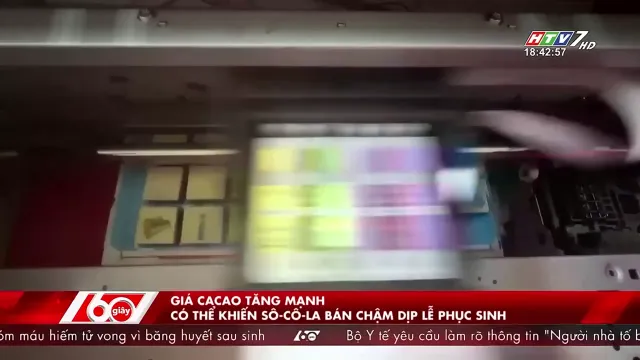 HTV7 HD
18:42:57
60 giây
GIÁ CACAO TĂNG MẠNH
CÓ THỂ KHIẾN SÔ-CÔ-LA BÁN CHẬM DỊP LỄ PHỤC SINH
máu hiếm tử vong vì băng huyết sau sinh 60 giây Bộ Y tế yêu cầu làm rõ thông tin "Người nhà tố